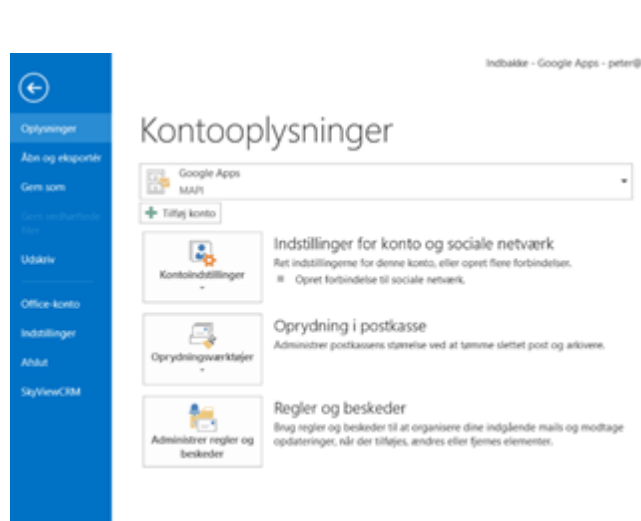 Indbakke - Google Apps - peter@
Oplysninger
Åbn og eksportér
Gem som
Gem vedhæftede
filer
Udskriv
Office-konto
Indstillinger
Afslut
SkyViewCRM
Kontooplysninger
Google Apps
MAPI
Tilføj konto
Kontoindstillinger
Indstillinger for konto og sociale netværk
Ret indstillingerne for denne konto, eller opret flere forbindelser.
Opret forbindelse til sociale netværk.
Oprydningsværktøjer
Oprydning i postkasse
Administrer postkassens størrelse ved at tømme slettet post og arkivere.
Administrer regler og
beskeder
Regler og beskeder
Brug regler og beskeder til at organisere dine indgående mails og modtage
opdateringer, når der tilføjes, ændres eller fjernes elementer.